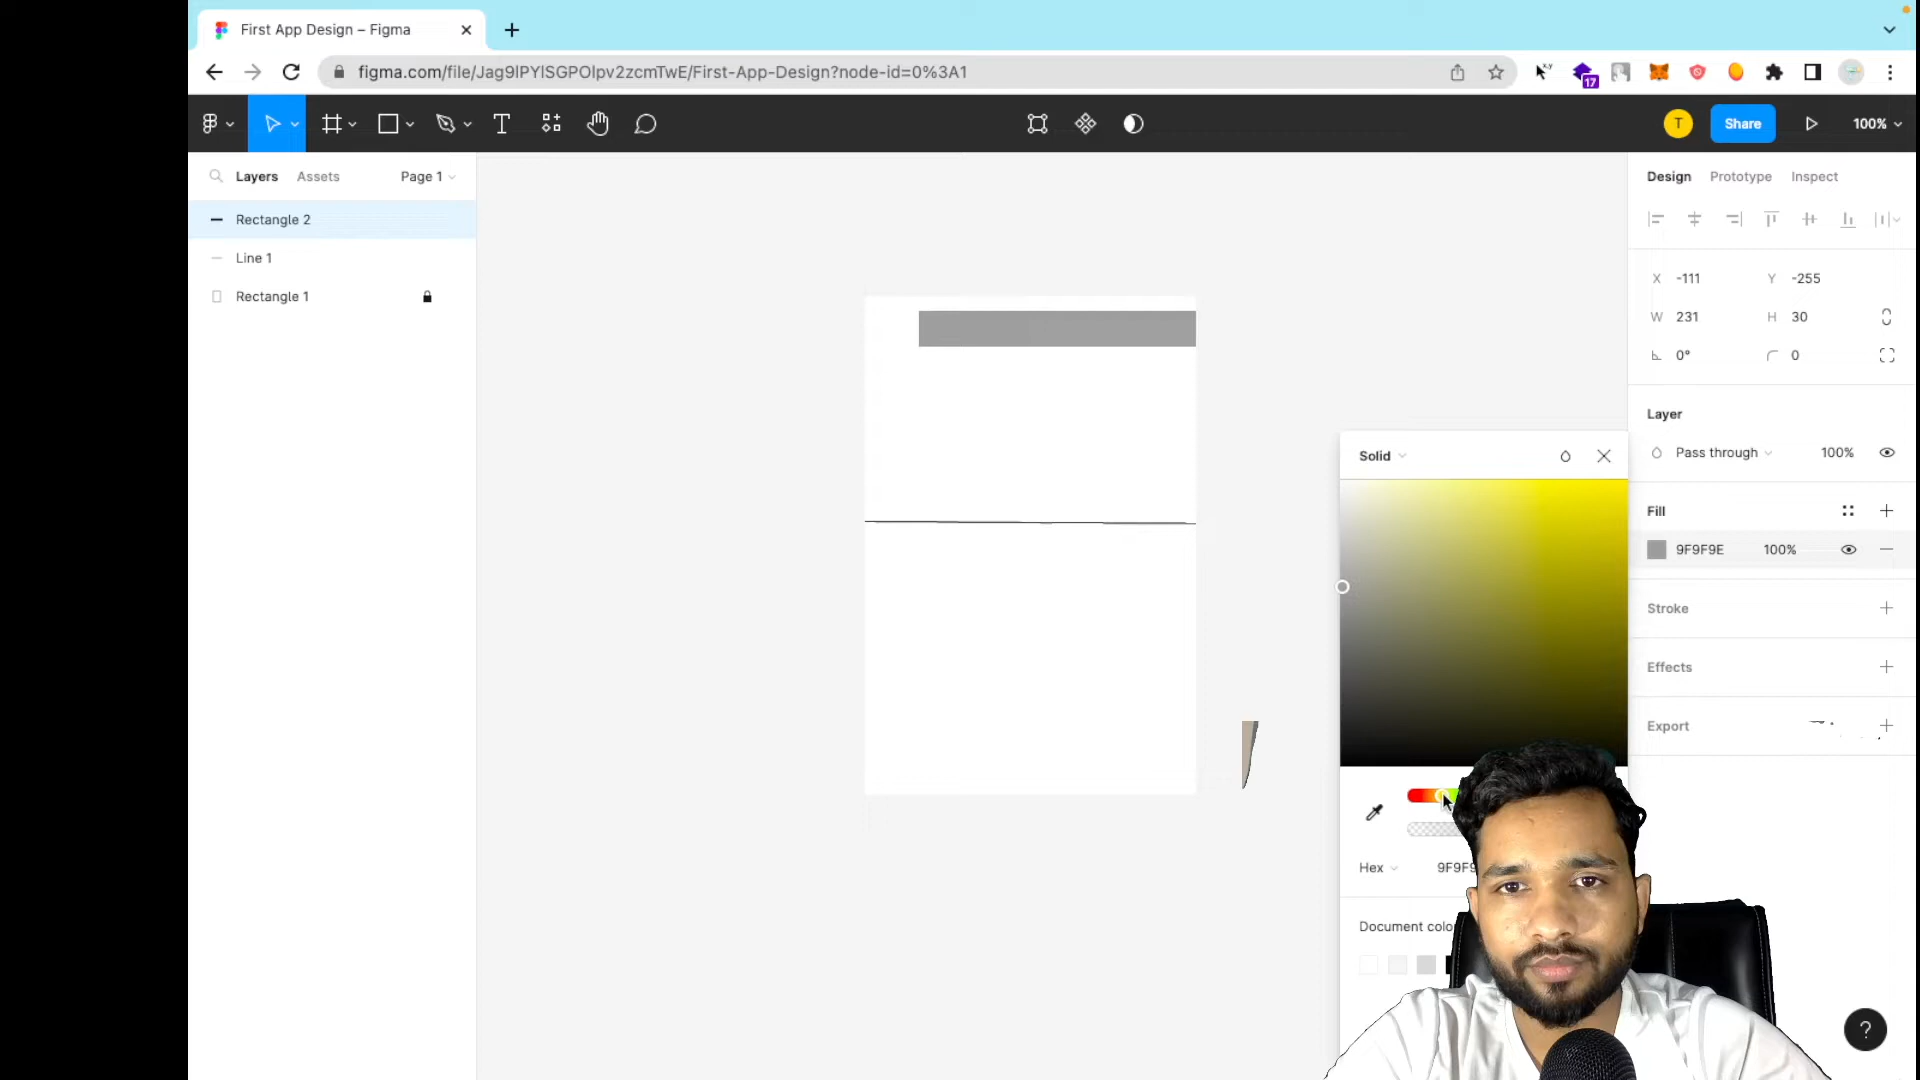 First App Design – Figma
figma.com/file/Jag9IPYlSGPOlpv2zcmTwE/First-App-Design?node-id=0%3A1
17
T
Share
100%
Layers
Assets
Page 1
Design
Prototype
Inspect
Rectangle 2
Line 1
Rectangle 1
X -111
Y -255
W 231
H 30
0°
0
Layer
Pass through
100%
Solid
Fill
9F9F9E
100%
Stroke
Effects
Export
Hex
9F9F9
Document colo
?